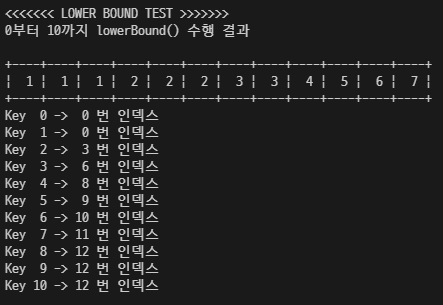 <<<<<<< LOWER BOUND TEST >>>>>>>
0부터 10까지 lowerBound() 수행 결과
+----+----+----+----+----+----+----+----+----+----+----+----+
¦  1 ¦  1 ¦  1 ¦  2 ¦  2 ¦  2 ¦  3 ¦  3 ¦  4 ¦  5 ¦  6 ¦  7 ¦
+----+----+----+----+----+----+----+----+----+----+----+----+
Key  0 ->  0 번 인덱스
Key  1 ->  0 번 인덱스
Key  2 ->  3 번 인덱스
Key  3 ->  6 번 인덱스
Key  4 ->  8 번 인덱스
Key  5 ->  9 번 인덱스
Key  6 -> 10 번 인덱스
Key  7 -> 11 번 인덱스
Key  8 -> 12 번 인덱스
Key  9 -> 12 번 인덱스
Key 10 -> 12 번 인덱스